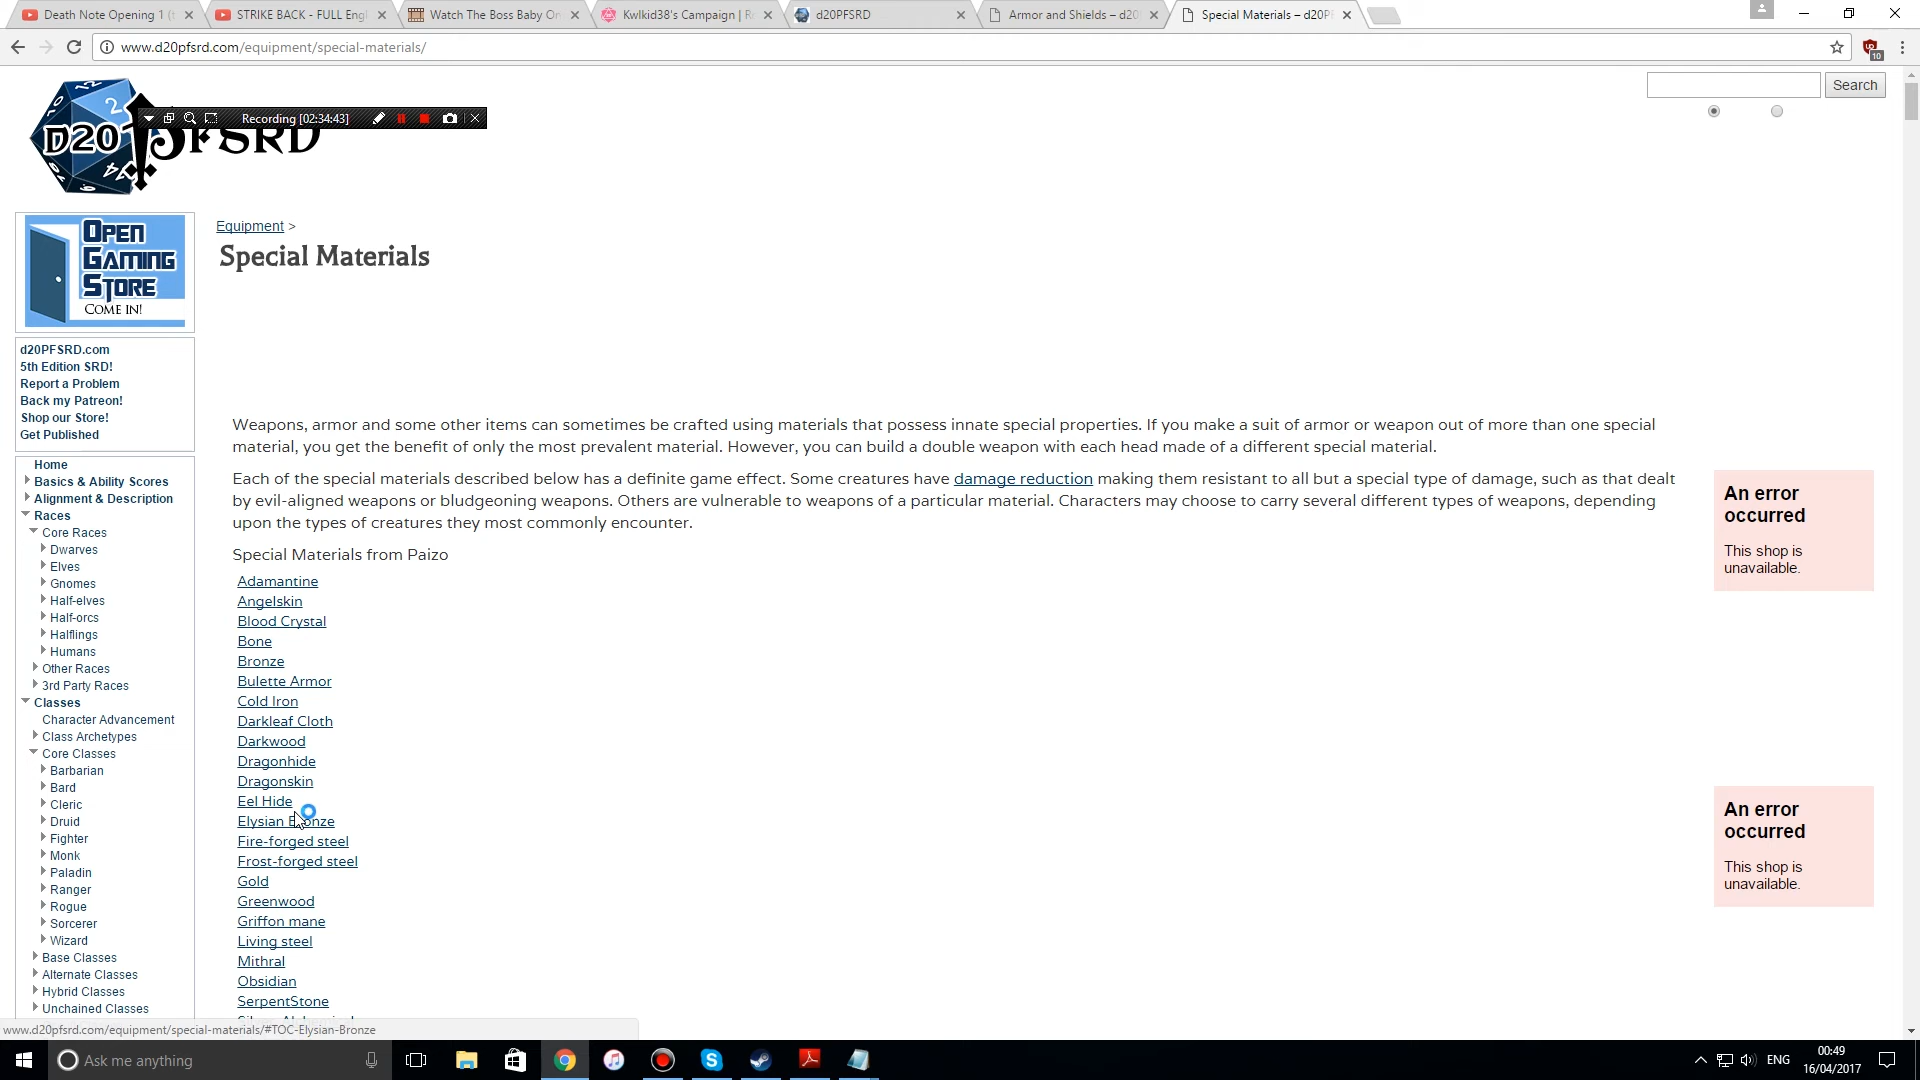 Death Note Opening 1 (t
STRIKE BACK - FULL Engl
Watch The Boss Baby On
Kwlkid38's Campaign | R
d20PFSRD
Armor and Shields – d20
Special Materials – d20P
www.d20pfsrd.com/equipment/special-materials/
10
D20PFSRD
Recording [02:34:43]
Search
OPEN
GAMING
STORE
COME IN!
Equipment >
Special Materials
d20PFSRD.com
5th Edition SRD!
Report a Problem
Back my Patreon!
Shop our Store!
Get Published
Home
Basics & Ability Scores
Alignment & Description
Races
Core Races
Dwarves
Elves
Gnomes
Half-elves
Half-orcs
Halflings
Humans
Other Races
3rd Party Races
Classes
Character Advancement
Class Archetypes
Core Classes
Barbarian
Bard
Cleric
Druid
Fighter
Monk
Paladin
Ranger
Rogue
Sorcerer
Wizard
Base Classes
Alternate Classes
Hybrid Classes
Unchained Classes
Weapons, armor and some other items can sometimes be crafted using materials that possess innate special properties. If you make a suit of armor or weapon out of more than one special
material, you get the benefit of only the most prevalent material. However, you can build a double weapon with each head made of a different special material.
Each of the special materials described below has a definite game effect. Some creatures have damage reduction making them resistant to all but a special type of damage, such as that dealt
by evil-aligned weapons or bludgeoning weapons. Others are vulnerable to weapons of a particular material. Characters may choose to carry several different types of weapons, depending
upon the types of creatures they most commonly encounter.
Special Materials from Paizo
Adamantine
Angelskin
Blood Crystal
Bone
Bronze
Bulette Armor
Cold Iron
Darkleaf Cloth
Darkwood
Dragonhide
Dragonskin
Eel Hide
Elysian Bronze
Fire-forged steel
Frost-forged steel
Gold
Greenwood
Griffon mane
Living steel
Mithral
Obsidian
SerpentStone
An error
occurred
This shop is
unavailable.
An error
occurred
This shop is
unavailable.
www.d20pfsrd.com/equipment/special-materials/#TOC-Elysian-Bronze
Ask me anything
ENG
00:49
16/04/2017